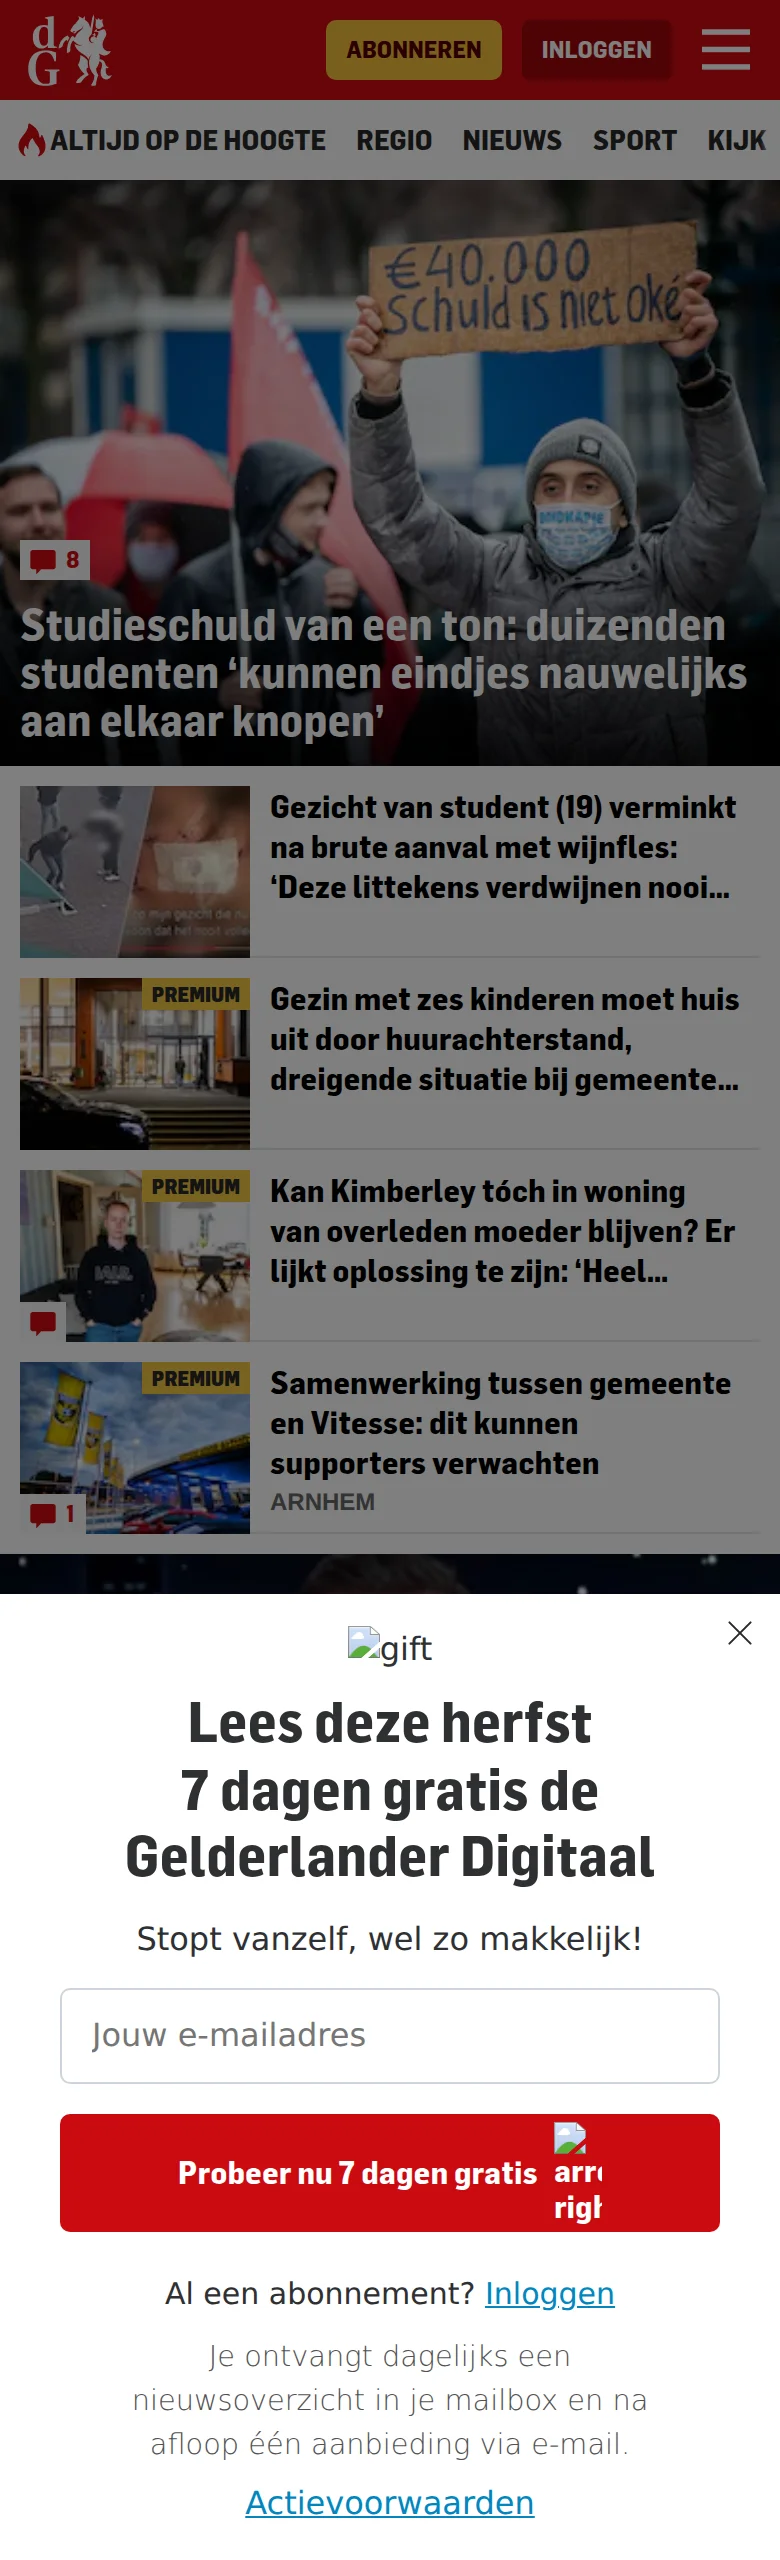 dG
ABONNEREN
INLOGGEN
ALTIJD OP DE HOOGTE
REGIO
NIEUWS
SPORT
KIJK
€40.000
Schuld is niet oké
8
Studieschuld van een ton: duizenden
studenten ‘kunnen eindjes nauwelijks
aan elkaar knopen’
Gezicht van student (19) verminkt
na brute aanval met wijnfles:
‘Deze littekens verdwijnen nooi...
mijn gezicht die
dat het nooit
PREMIUM
Gezin met zes kinderen moet huis
uit door huurachterstand,
dreigende situatie bij gemeente...
PREMIUM
Kan Kimberley tóch in woning
van overleden moeder blijven? Er
lijkt oplossing te zijn: ‘Heel...
PREMIUM
1
Samenwerking tussen gemeente
en Vitesse: dit kunnen
supporters verwachten
ARNHEM
gift
Lees deze herfst
7 dagen gratis de
Gelderlander Digitaal
Stopt vanzelf, wel zo makkelijk!
Jouw e-mailadres
Probeer nu 7 dagen gratis
Al een abonnement? Inloggen
Je ontvangt dagelijks een
nieuwsoverzicht in je mailbox en na
afloop één aanbieding via e-mail.
Actievoorwaarden